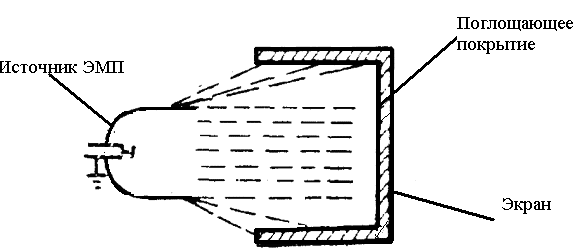 Поглощающее
покрытие
Источник ЭМП
Экран